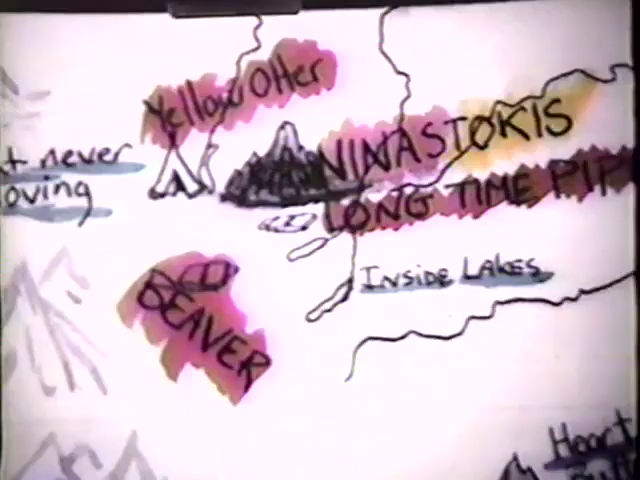 Yellow Otter
t never
oving
NINASTOKIS
LONG TIME PIP
INSIDE LAKES
BEAVER